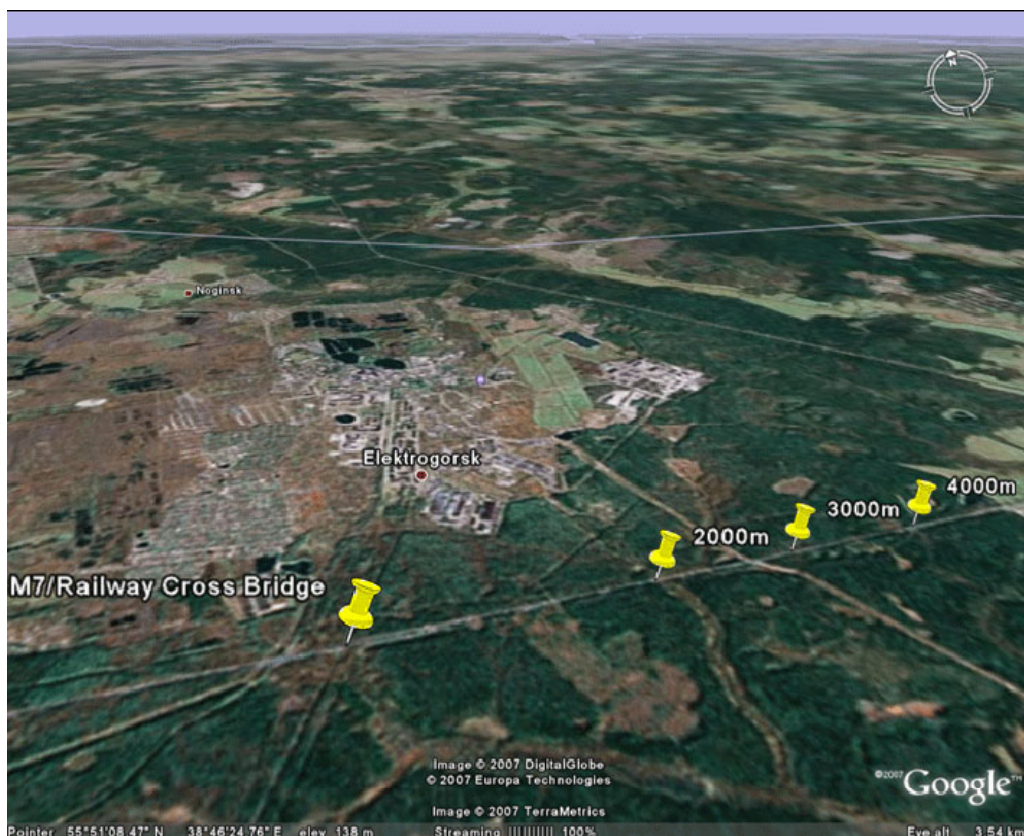 N
Noginsk
Elektrogorsk
4000m
3000m
2000m
M7/Railway Cross Bridge
Image © 2007 DigitalGlobe
© 2007 Europa Technologies
Image © 2007 TerraMetrics
©2007 Google™
Pointer 55°51'08.47" N 38°46'24.76" E elev 138 m Streaming |||||||||| 100% Eye alt 3.54 km